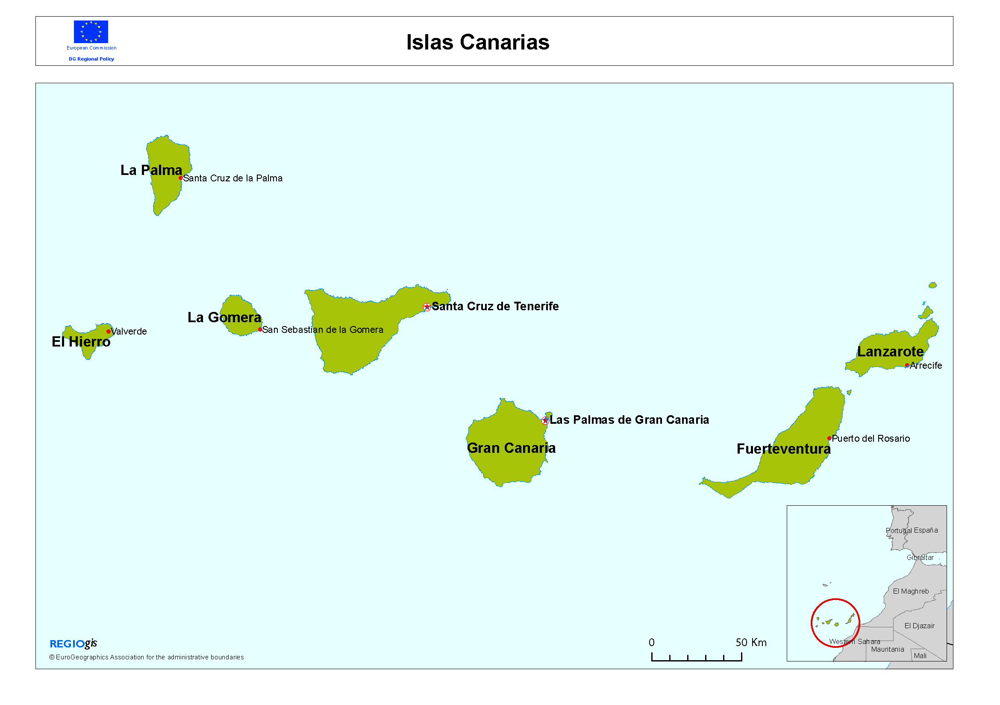 European Commission
DG Regional Policy
Islas Canarias
La Palma
Santa Cruz de la Palma
Santa Cruz de Tenerife
La Gomera
San Sebastian de la Gomera
Valverde
El Hierro
Lanzarote
Arrecife
Las Palmas de Gran Canaria
Gran Canaria
Puerto del Rosario
Fuerteventura
Portugal España
Gibraltar
El Maghreb
El Djazair
Western Sahara
Mauritania
Mali
0 50 Km
REGIOgis
© EuroGeographics Association for the administrative boundaries